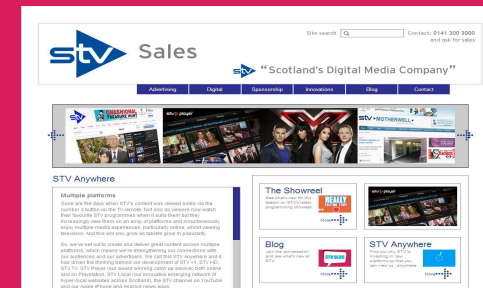 Site search
Contact: 0141 300 3000
and ask for sales
stv Sales
stv "Scotland's Digital Media Company"
Advertising Digital Sponsorship Innovations Blog Contact
stv player
stv MOTHERWELL
STV Anywhere
Multiple platforms
Gone are the days when STV's content was viewed solely via the
number 3 button on the TV remote. Not only do viewers now watch
their favourite STV programmes when it suits them but they
increasingly view them on an array of platforms and simultaneously
enjoy multiple media experiences, particularly online, whilst viewing
television. And this will only grow as tablets grow in popularity.
So, we've set out to create and deliver great content across multiple
platforms, which means we're strengthening our connections with
our audiences and our advertisers. We call this STV Anywhere and it
has driven the thinking behind our development of STV +1, STV HD,
STV TV, STV Player (our award winning catch up service) both online
and on Playstation, STV Local (our innovative emerging network of
hyper-local websites across Scotland), the STV channel on YouTube
and our Apple iPhone and Android news apps.
The Showreel
See what's new for this
season on STV's latest
programming showreel.
REALLY
More
stv player
Blog
Join the conversation
and see what's new at
STV.
STV BLOG
More
STV Anywhere
Find out why STV is
investing in new
platforms so that you
can view us, anywhere.
More